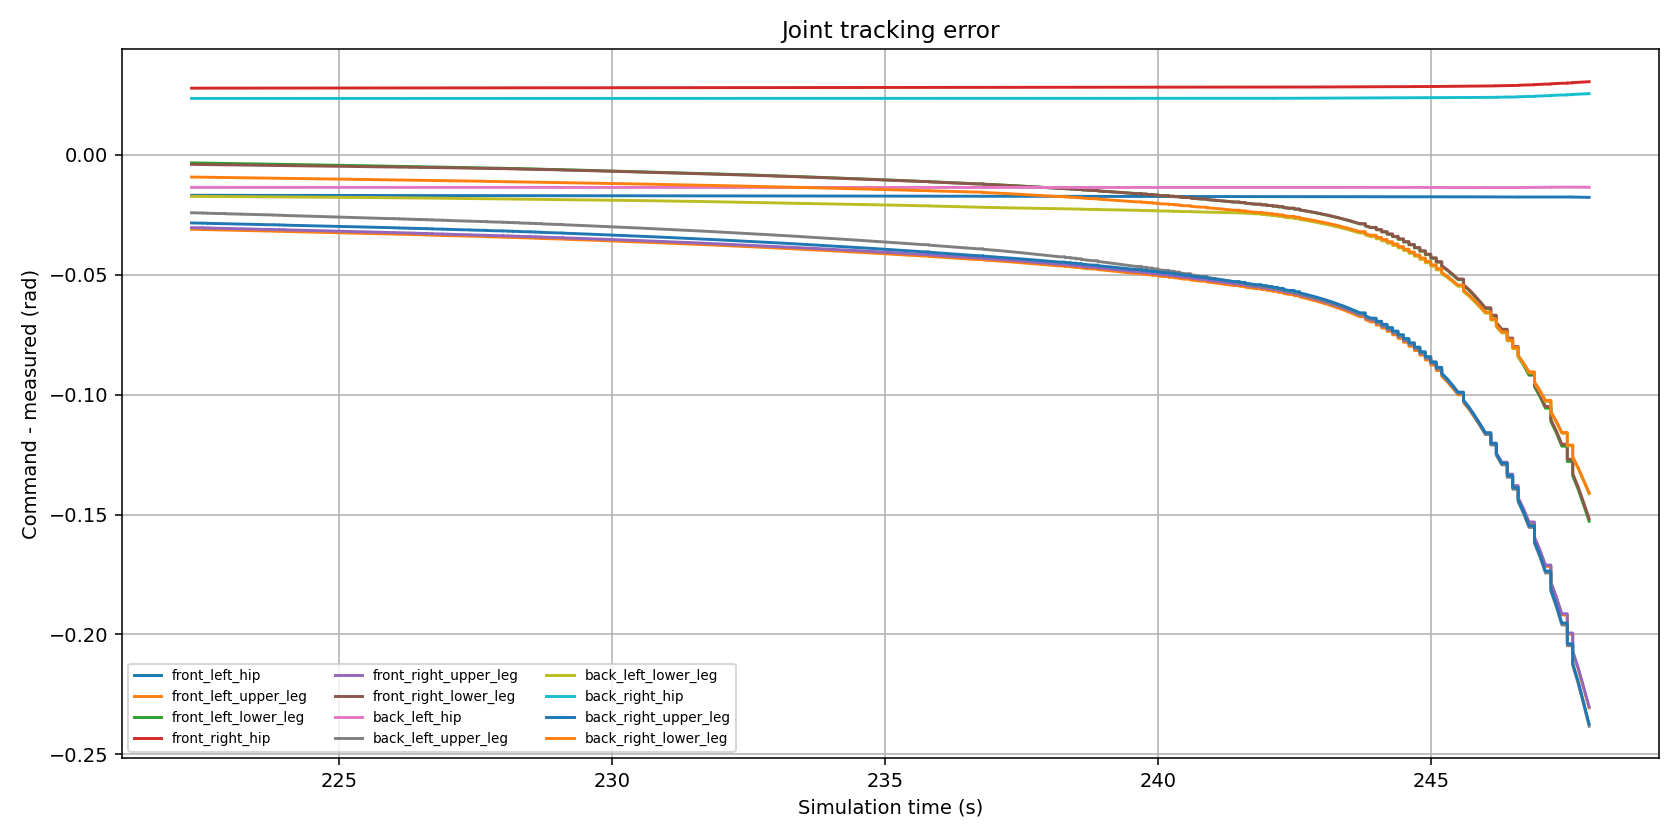 Joint tracking error
Command - measured (rad)
0.00
−0.05
−0.10
−0.15
−0.20
−0.25
front_left_hip
front_left_upper_leg
front_left_lower_leg
front_right_hip
front_right_upper_leg
front_right_lower_leg
back_left_hip
back_left_upper_leg
back_left_lower_leg
back_right_hip
back_right_upper_leg
back_right_lower_leg
225 230 235 240 245
Simulation time (s)